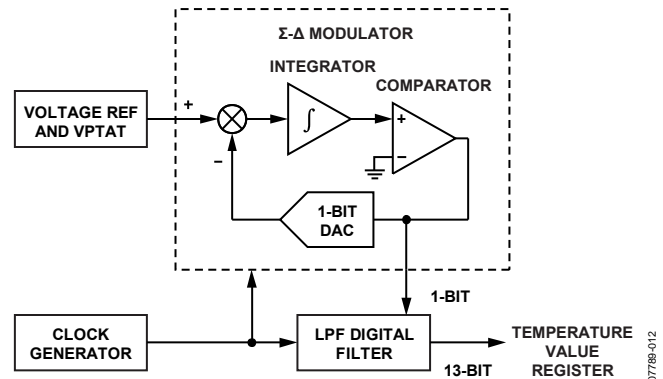 Σ-Δ MODULATOR
INTEGRATOR
COMPARATOR
VOLTAGE REF
AND VPTAT
+
∫
+
−
−
1-BIT
DAC
1-BIT
CLOCK
GENERATOR
LPF DIGITAL
FILTER
13-BIT
TEMPERATURE
VALUE
REGISTER
07789-012